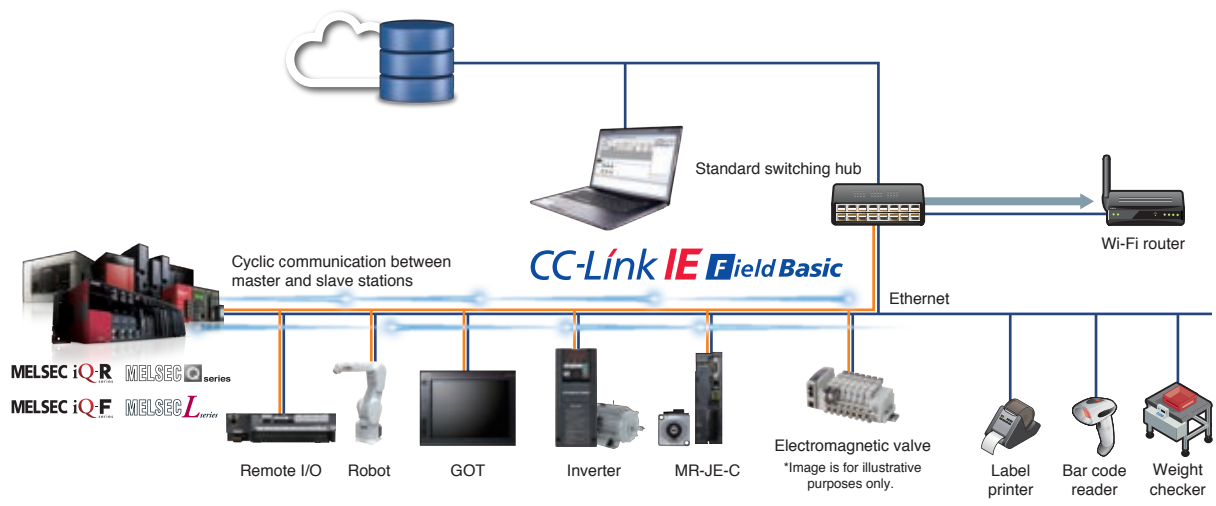 Standard switching hub
Wi-Fi router
Cyclic communication between
master and slave stations
CC-Link IE Field Basic
Ethernet
MELSEC iQ-R series
MELSEC Q series
MELSEC iQ-F series
MELSEC L series
Remote I/O
Robot
GOT
Inverter
MR-JE-C
Electromagnetic valve
*Image is for illustrative
purposes only.
Label
printer
Bar code
reader
Weight
checker